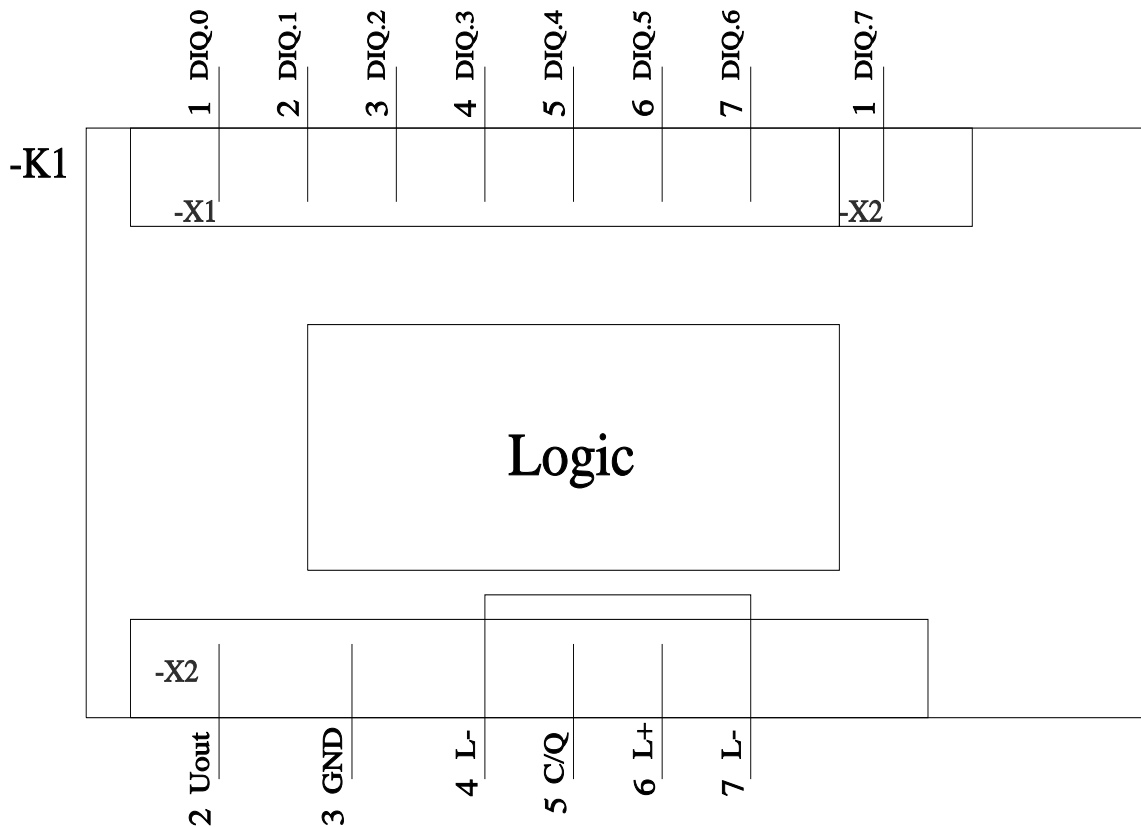 1 DIQ.0
2 DIQ.1
3 DIQ.2
4 DIQ.3
5 DIQ.4
6 DIQ.5
7 DIQ.6
1 DIQ.7
-K1
-X1
-X2
Logic
-X2
2 Uout
3 GND
4 L-
5 C/Q
6 L+
7 L-